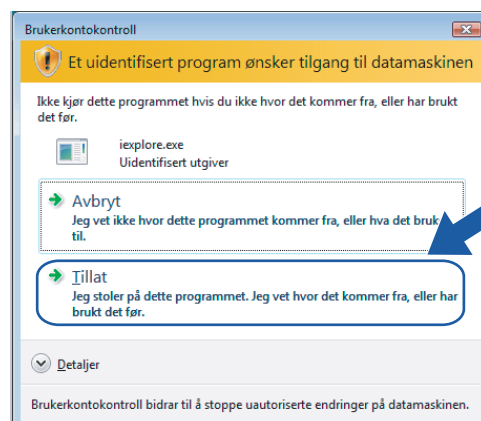 Brukerkontokontroll
Et uidentifisert program ønsker tilgang til datamaskinen
Ikke kjør dette programmet hvis du ikke hvor det kommer fra, eller har brukt
det før.
iexplore.exe
Uidentifisert utgiver
Avbryt
Jeg vet ikke hvor dette programmet kommer fra, eller hva det
til.
Tillat
Jeg stoler på dette programmet. Jeg vet hvor det kommer fra, eller har
brukt det før.
Detaljer
Brukerkontokontroll bidrar til å stoppe uautoriserte endringer på datamaskinen.